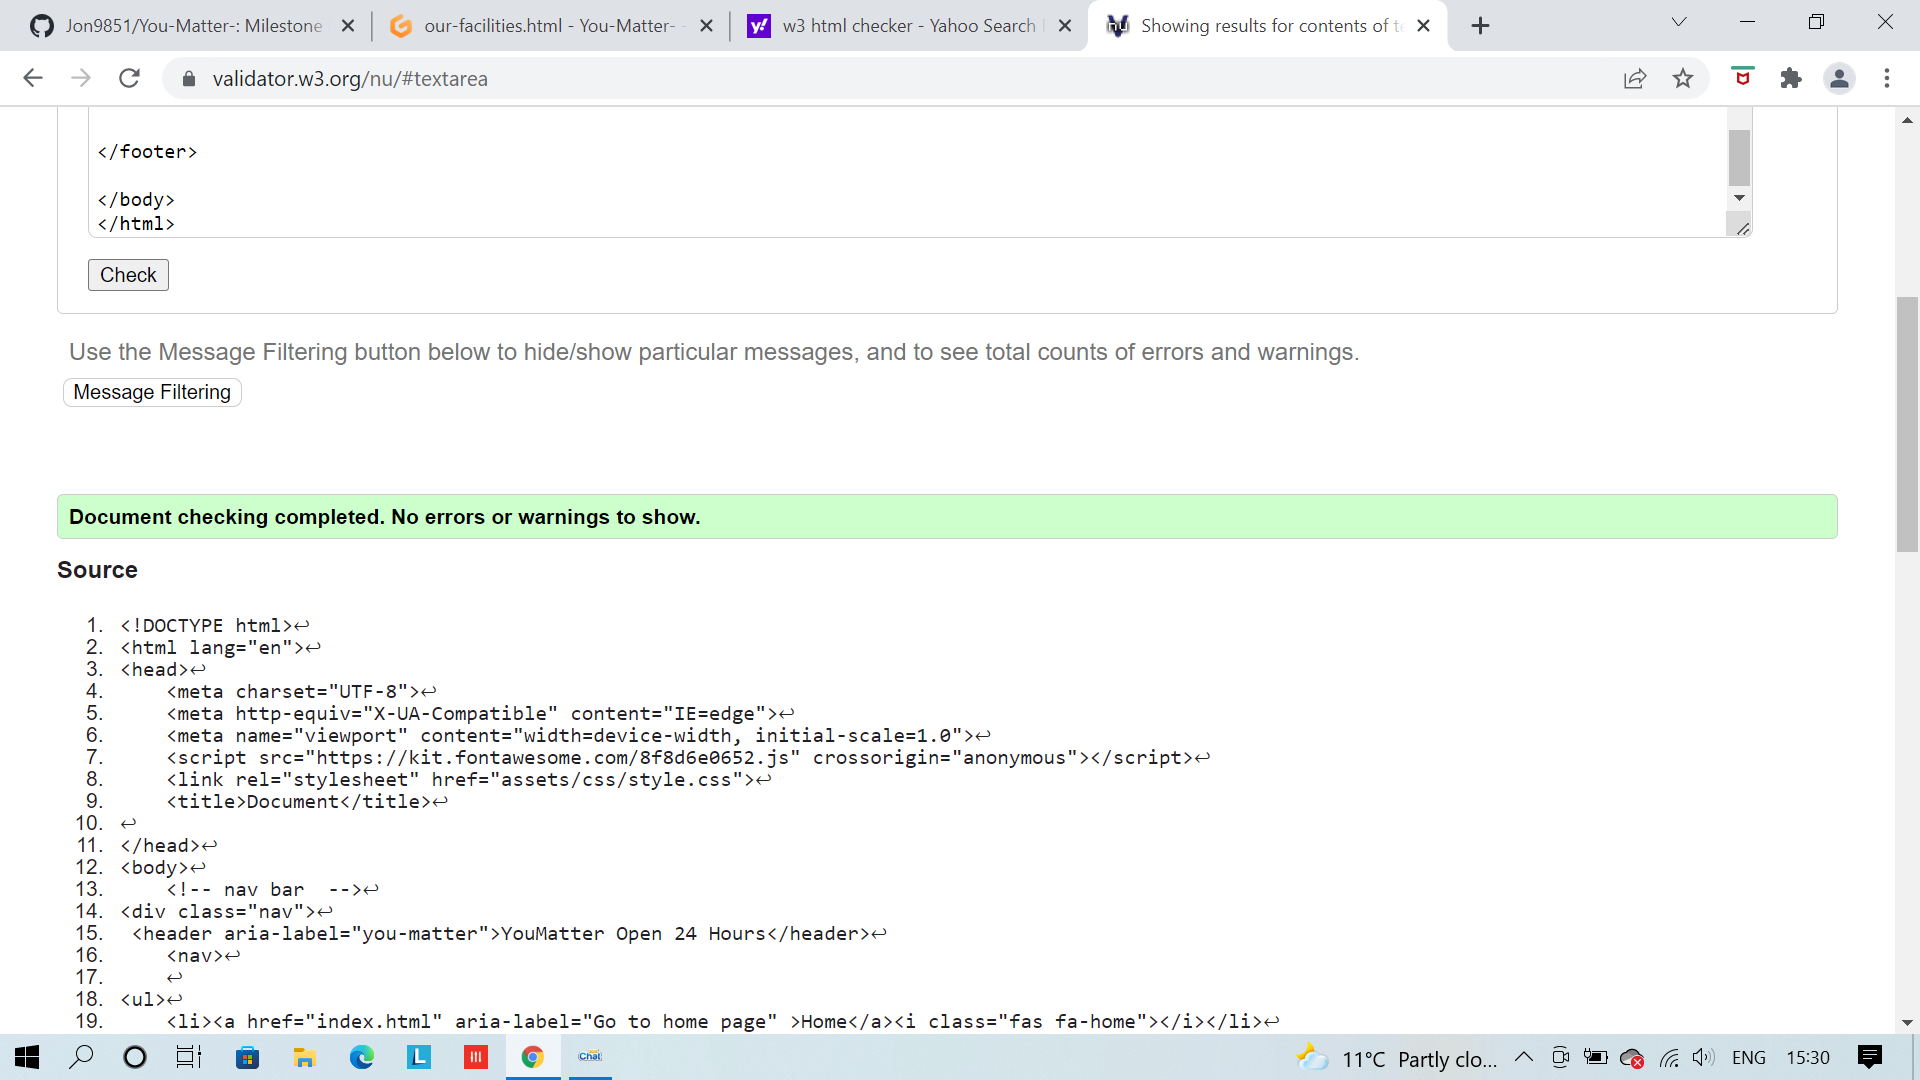 Jon9851/You-Matter-: Milestone
our-facilities.html - You-Matter- -
w3 html checker - Yahoo Search
Showing results for contents of te
validator.w3.org/nu/#textarea
</footer>
</body>
</html>
Check
Use the Message Filtering button below to hide/show particular messages, and to see total counts of errors and warnings.
Message Filtering
Document checking completed. No errors or warnings to show.
Source
1. <!DOCTYPE html>↩
2. <html lang="en">↩
3. <head>↩
4. <meta charset="UTF-8">↩
5. <meta http-equiv="X-UA-Compatible" content="IE=edge">↩
6. <meta name="viewport" content="width=device-width, initial-scale=1.0">↩
7. <script src="https://kit.fontawesome.com/8f8d6e0652.js" crossorigin="anonymous"></script>↩
8. <link rel="stylesheet" href="assets/css/style.css">↩
9. <title>Document</title>↩
10. ↩
11. </head>↩
12. <body>↩
13. <!-- nav bar  -->↩
14. <div class="nav">↩
15. <header aria-label="you-matter">YouMatter Open 24 Hours</header>↩
16. <nav>↩
17. ↩
18. <ul>↩
19. <li><a href="index.html" aria-label="Go to home page" >Home</a><i class="fas fa-home"></i></li>↩
L
Chat
11°C Partly clo...
ENG
15:30